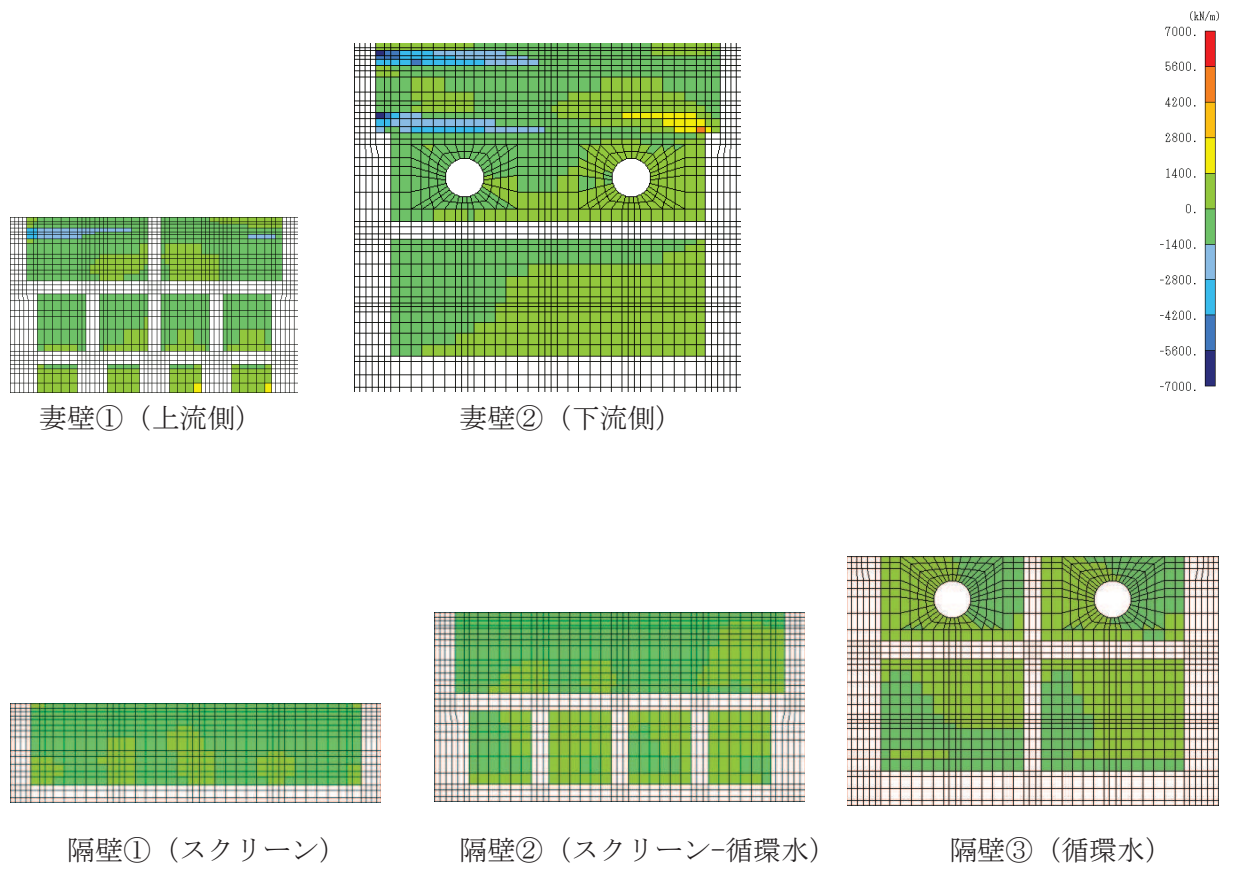 (kN/m)
7000.
5600.
4200.
2800.
1400.
0.
-1400.
-2800.
-4200.
-5600.
-7000.
妻壁①（上流側）
妻壁②（下流側）
隔壁①（スクリーン）
隔壁②（スクリーン-循環水）
隔壁③（循環水）